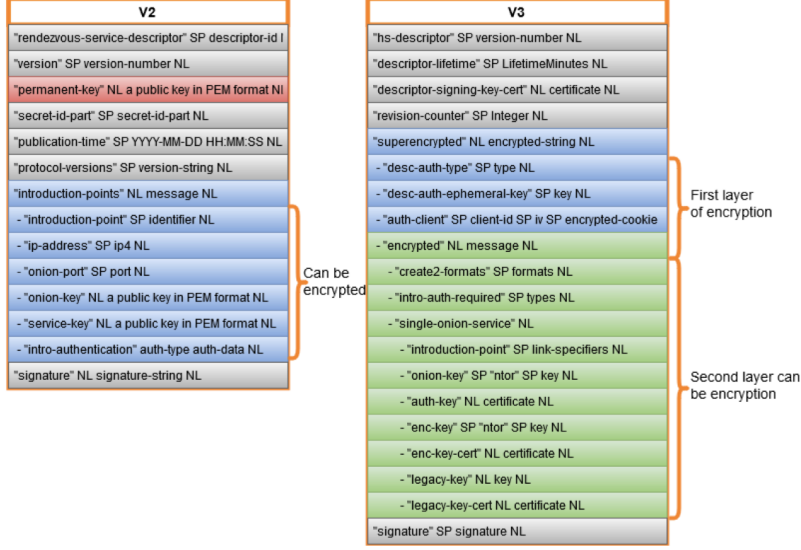 V2
"rendezvous-service-descriptor" SP descriptor-id
"version" SP version-number NL
"permanent-key" NL a public key in PEM format NL
"secret-id-part" SP secret-id-part NL
"publication-time" SP YYYY-MM-DD HH:MM:SS NL
"protocol-versions" SP version-string NL
"introduction-points" NL message NL
- "introduction-point" SP identifier NL
- "ip-address" SP ip4 NL
- "onion-port" SP port NL
- "onion-key" NL a public key in PEM format NL
- "service-key" NL a public key in PEM format NL
- "intro-authentication" auth-type auth-data NL
"signature" NL signature-string NL
Can be
encrypted
V3
"hs-descriptor" SP version-number NL
"descriptor-lifetime" SP LifetimeMinutes NL
"descriptor-signing-key-cert" NL certificate NL
"revision-counter" SP Integer NL
"superencrypted" NL encrypted-string NL
- "desc-auth-type" SP type NL
- "desc-auth-ephemeral-key" SP key NL
- "auth-client" SP client-id SP iv SP encrypted-cookie
- "encrypted" NL message NL
- "create2-formats" SP formats NL
- "intro-auth-required" SP types NL
- "single-onion-service" NL
- "introduction-point" SP link-specifiers NL
- "onion-key" SP "ntor" SP key NL
- "auth-key" NL certificate NL
- "enc-key" SP "ntor" SP key NL
- "enc-key-cert" NL certificate NL
- "legacy-key" NL key NL
- "legacy-key-cert NL certificate NL
"signature" SP signature NL
First layer
of encryption
Second layer can
be encryption